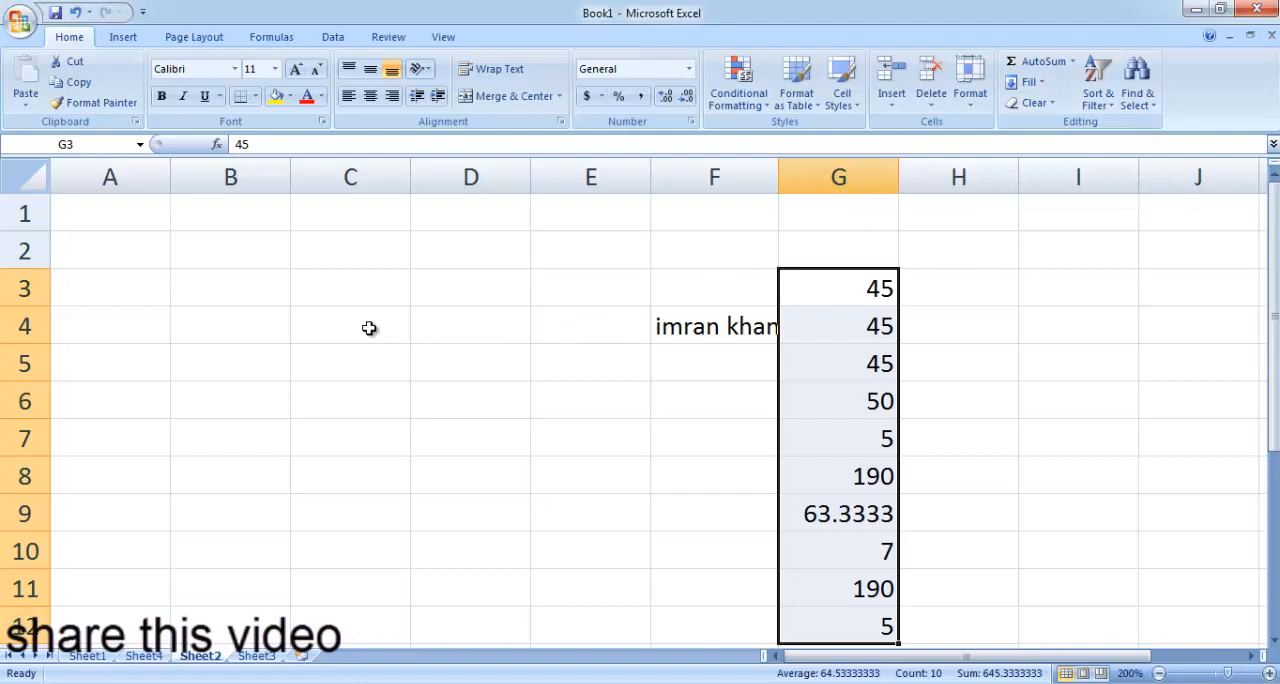 Book1 - Microsoft Excel
Home Insert Page Layout Formulas Data Review View
Paste
Cut
Copy
Format Painter
Clipboard
Calibri 11
B I U
Font
Wrap Text
Merge & Center
Alignment
General
$ % ,
Number
Conditional Formatting
Format as Table
Cell Styles
Styles
Insert Delete Format
Cells
Σ AutoSum
Fill
Clear
Sort & Filter
Find & Select
Editing
G3 fx 45
A B C D E F G H I J
1
2
3 45
4 imran khan 45
5 45
6 50
7 5
8 190
9 63.3333
10 7
11 190
12 5
share this video
Sheet1 Sheet4 Sheet2 Sheet3
Ready Average: 64.53333333 Count: 10 Sum: 645.3333333 200%